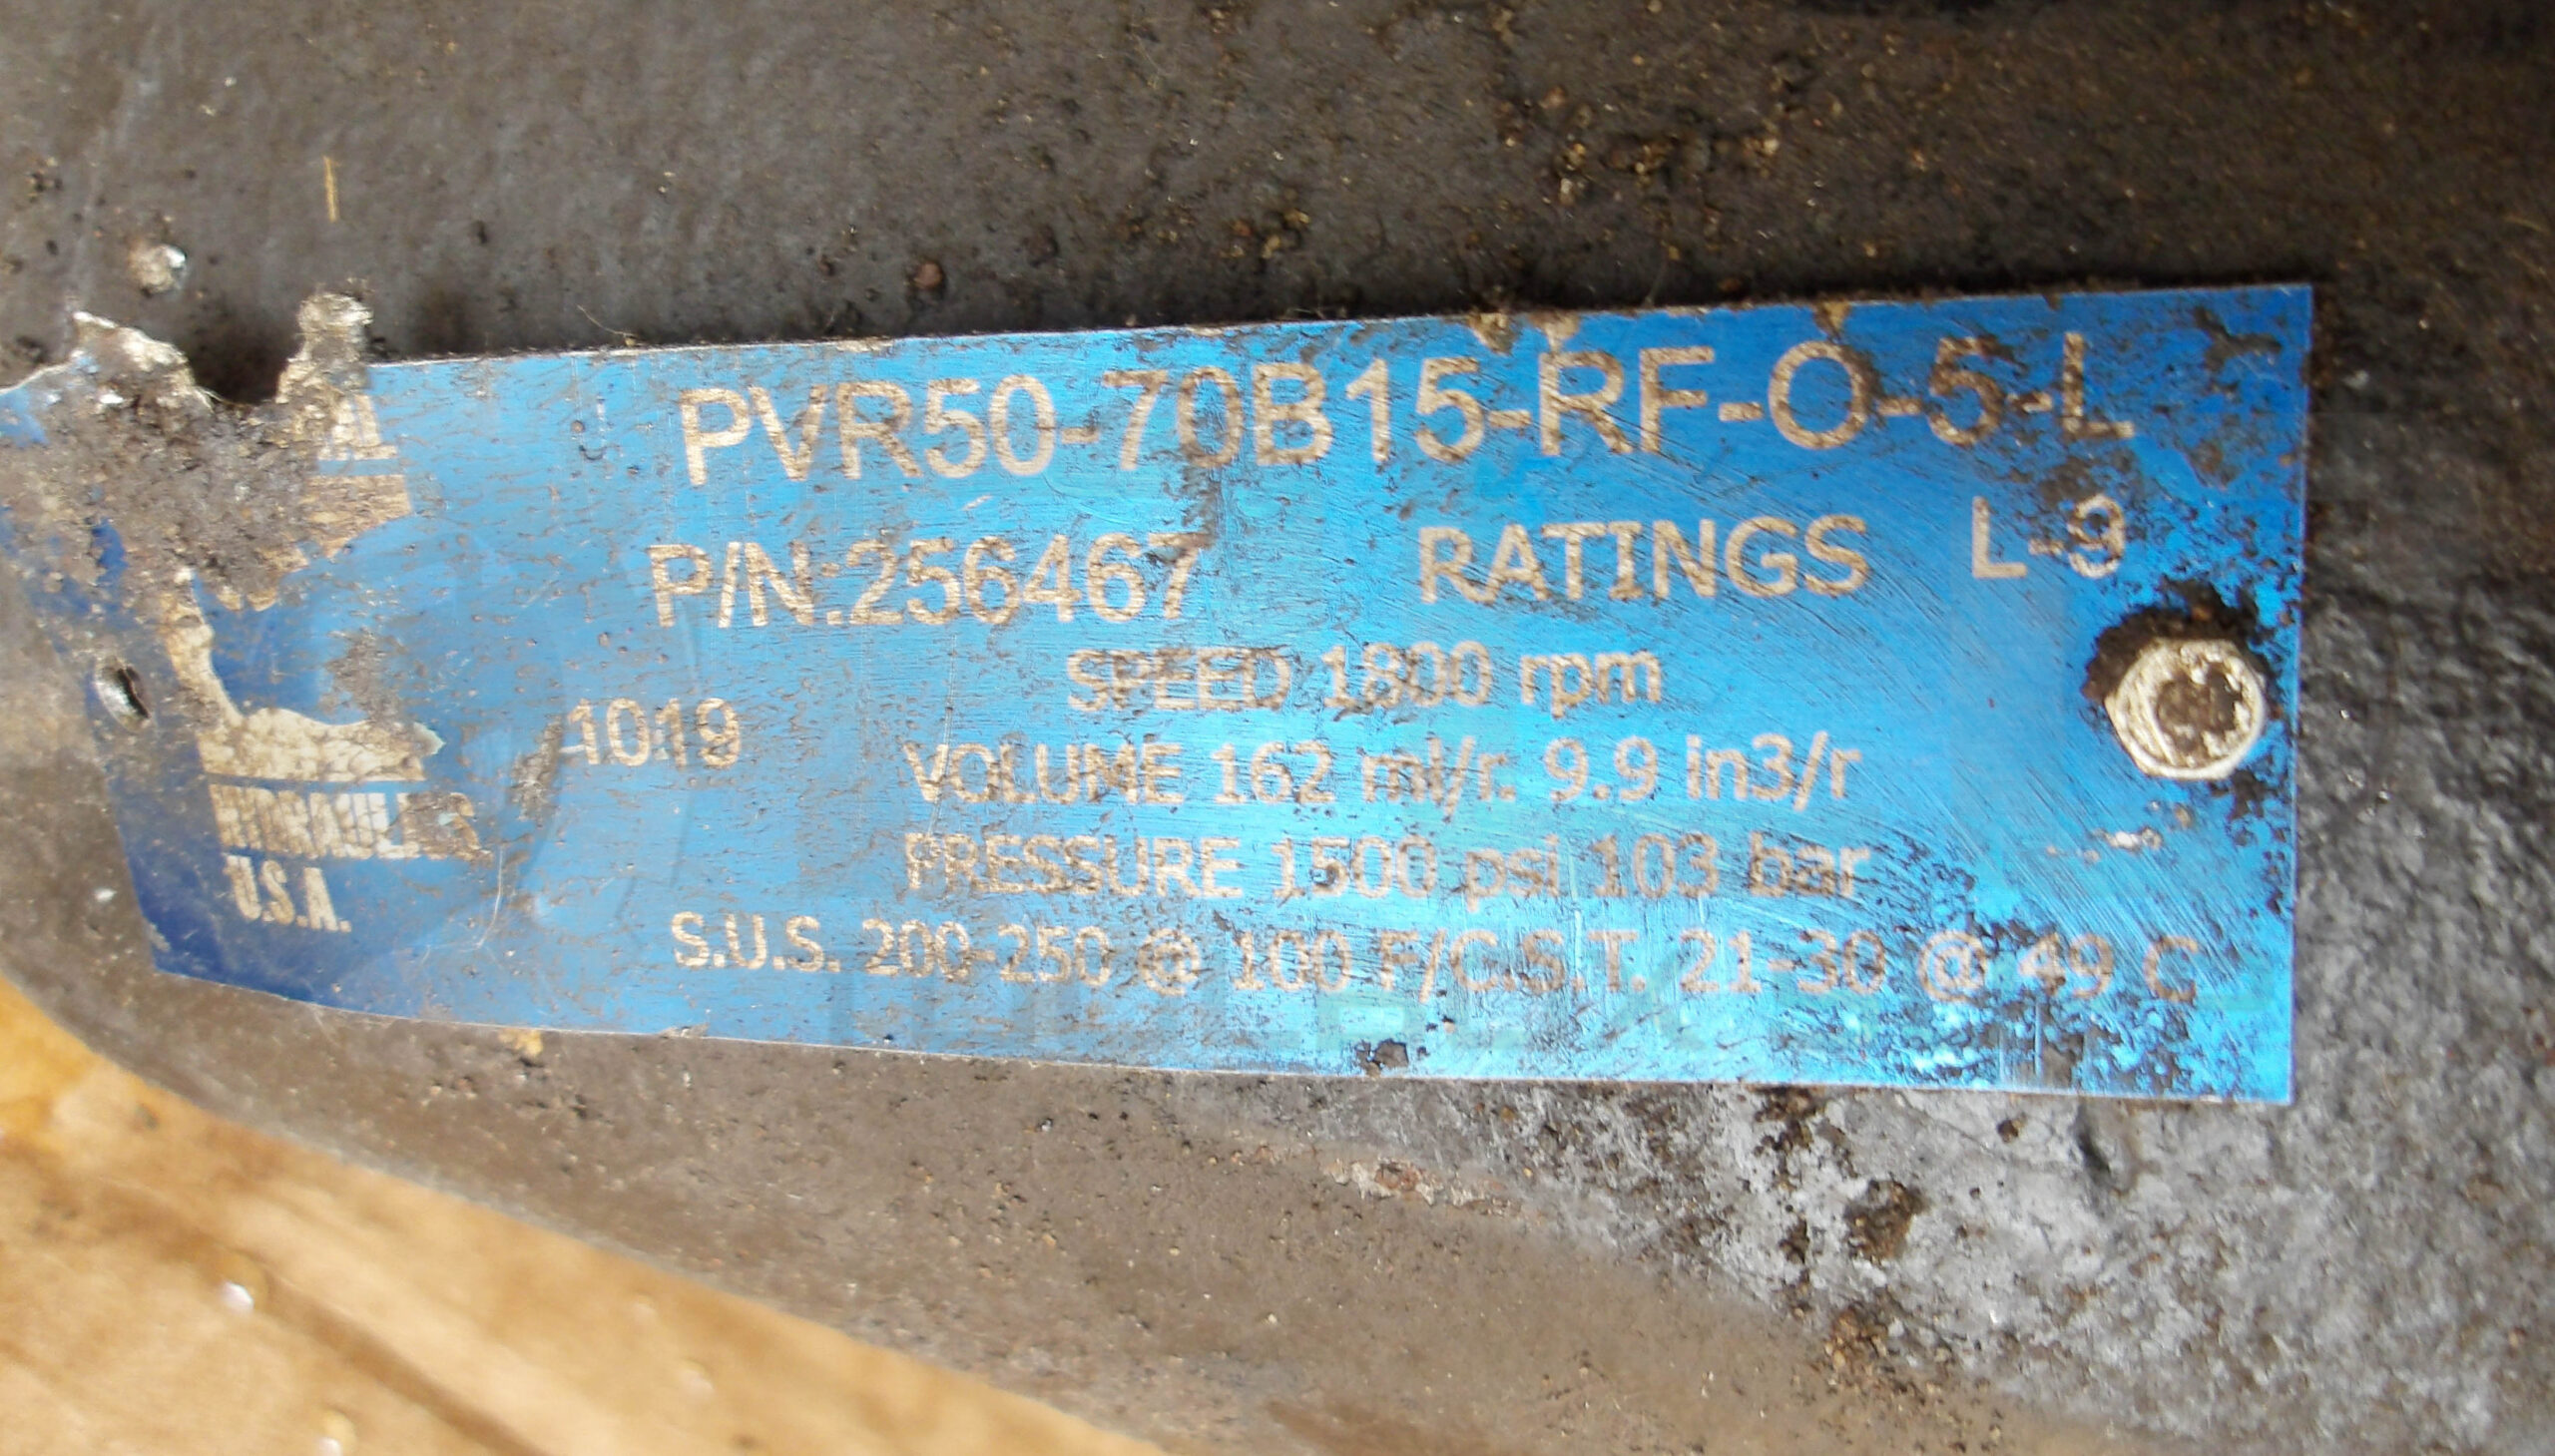 PVR50-70B15-RF-O-5-L
P/N:256467 RATINGS L-9
SPEED 1800 rpm
1019
VOLUME 162 ml/r. 9.9 in3/r
PRESSURE 1500 psi 103 bar
S.U.S. 200-250 @ 100 F/C.S.T. 21-30 @ 49 C
HYDRAULICS
U.S.A.